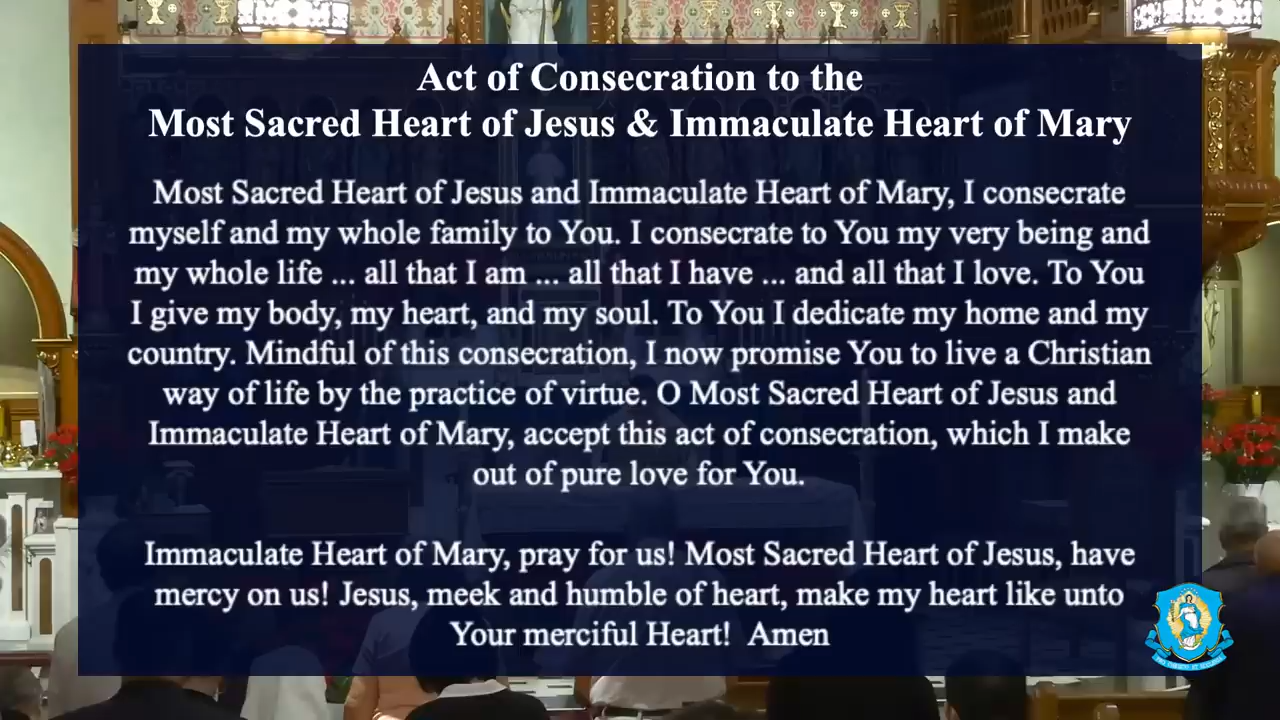 Act of Consecration to the
Most Sacred Heart of Jesus & Immaculate Heart of Mary
Most Sacred Heart of Jesus and Immaculate Heart of Mary, I consecrate
myself and my whole family to You. I consecrate to You my very being and
my whole life ... all that I am ... all that I have ... and all that I love. To You
I give my body, my heart, and my soul. To You I dedicate my home and my
country. Mindful of this consecration, I now promise You to live a Christian
way of life by the practice of virtue. O Most Sacred Heart of Jesus and
Immaculate Heart of Mary, accept this act of consecration, which I make
out of pure love for You.
Immaculate Heart of Mary, pray for us! Most Sacred Heart of Jesus, have
mercy on us! Jesus, meek and humble of heart, make my heart like unto
Your merciful Heart!  Amen